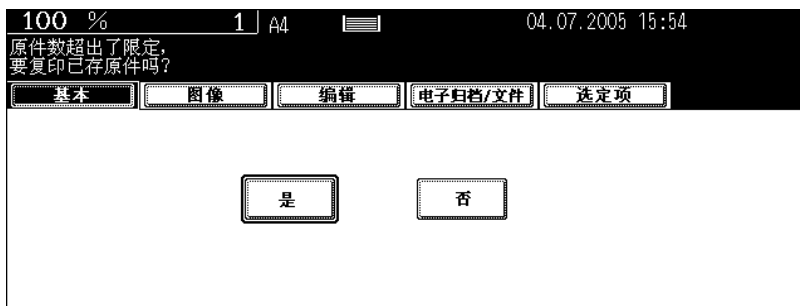 100 % 1 A4 04.07.2005 15:54
原件数超出了限定，
要复印已存原件吗？
基本 图像 编辑 电子归档/文件 选定项
是 否